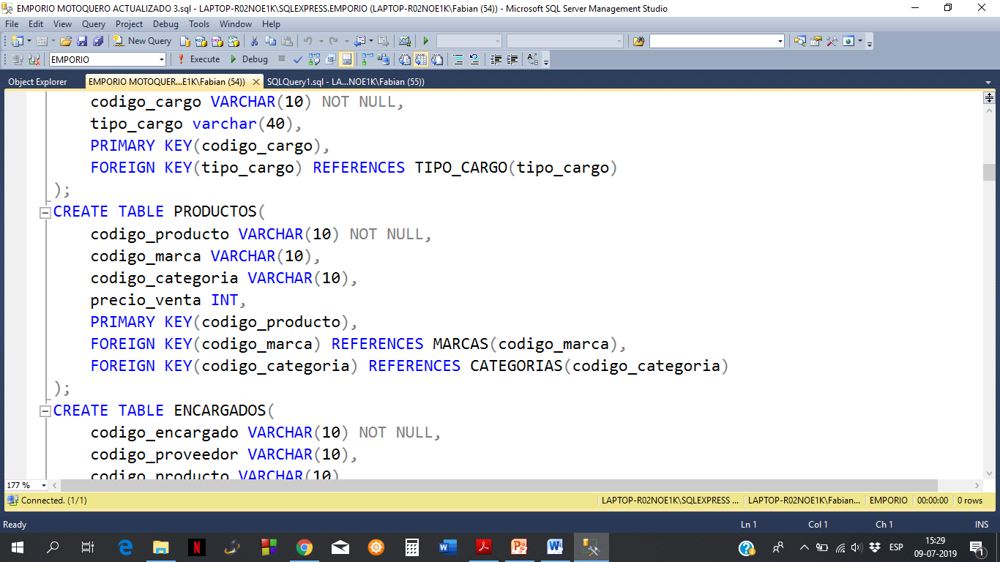 EMPORIO MOTOQUERO ACTUALIZADO 3.sql - LAPTOP-R02NOE1K\SQLEXPRESS.EMPORIO (LAPTOP-R02NOE1K\Fabian (54)) - Microsoft SQL Server Management Studio
File Edit View Query Project Debug Tools Window Help
New Query
EMPORIO Execute Debug
Object Explorer EMPORIO MOTOQUER...E1K\Fabian (54)) SQLQuery1.sql - LA...NOE1K\Fabian (55))
codigo_cargo VARCHAR(10) NOT NULL,
tipo_cargo varchar(40),
PRIMARY KEY(codigo_cargo),
FOREIGN KEY(tipo_cargo) REFERENCES TIPO_CARGO(tipo_cargo)
);
CREATE TABLE PRODUCTOS(
codigo_producto VARCHAR(10) NOT NULL,
codigo_marca VARCHAR(10),
codigo_categoria VARCHAR(10),
precio_venta INT,
PRIMARY KEY(codigo_producto),
FOREIGN KEY(codigo_marca) REFERENCES MARCAS(codigo_marca),
FOREIGN KEY(codigo_categoria) REFERENCES CATEGORIAS(codigo_categoria)
);
CREATE TABLE ENCARGADOS(
codigo_encargado VARCHAR(10) NOT NULL,
codigo_proveedor VARCHAR(10),
codigo_producto VARCHAR(10)
177 %
Connected. (1/1) LAPTOP-R02NOE1K\SQLEXPRESS ... LAPTOP-R02NOE1K\Fabian... EMPORIO 00:00:00 0 rows
Ready Ln 1 Col 1 Ch 1 INS
ESP 15:29
09-07-2019 1